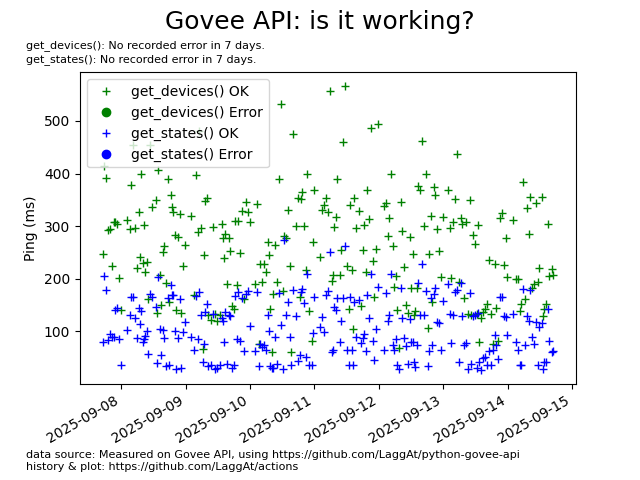 Govee API: is it working?
get_devices(): No recorded error in 7 days.
get_states(): No recorded error in 7 days.
get_devices() OK
get_devices() Error
get_states() OK
get_states() Error
Ping (ms)
500
400
300
200
100
2025-09-08
2025-09-09
2025-09-10
2025-09-11
2025-09-12
2025-09-13
2025-09-14
2025-09-15
data source: Measured on Govee API, using https://github.com/LaggAt/python-govee-api
history & plot: https://github.com/LaggAt/actions